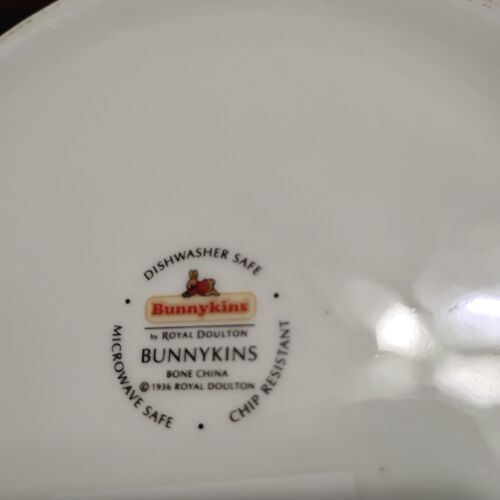 DISHWASHER SAFE
Bunnykins
by ROYAL DOULTON
BUNNYKINS
BONE CHINA
© 1936 ROYAL DOULTON
MICROWAVE SAFE
CHIP RESISTANT